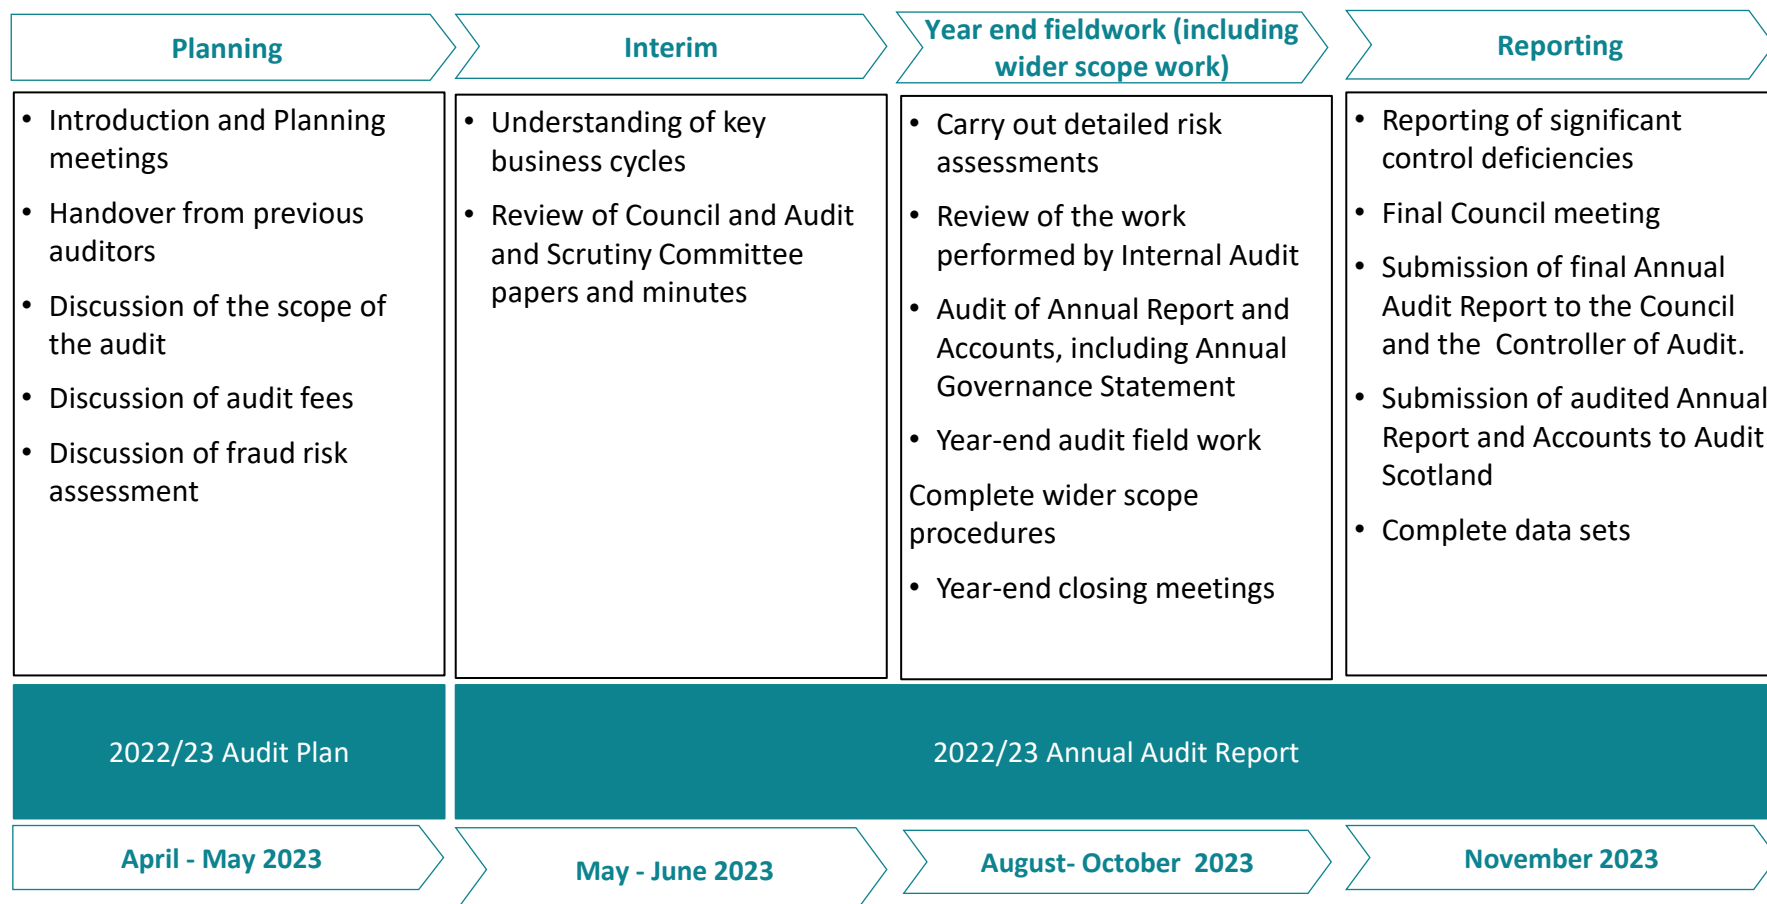 Planning
Interim
Year end fieldwork (including
wider scope work)
Reporting
• Introduction and Planning
meetings
• Handover from previous
auditors
• Discussion of the scope of
the audit
• Discussion of audit fees
• Discussion of fraud risk
assessment
• Understanding of key
business cycles
• Review of Council and Audit
and Scrutiny Committee
papers and minutes
• Carry out detailed risk
assessments
• Review of the work
performed by Internal Audit
• Audit of Annual Report and
Accounts, including Annual
Governance Statement
• Year-end audit field work
Complete wider scope
procedures
• Year-end closing meetings
• Reporting of significant
control deficiencies
• Final Council meeting
• Submission of final Annual
Audit Report to the Council
and the  Controller of Audit.
• Submission of audited Annual
Report and Accounts to Audit
Scotland
• Complete data sets
2022/23 Audit Plan
2022/23 Annual Audit Report
April - May 2023
May - June 2023
August- October  2023
November 2023